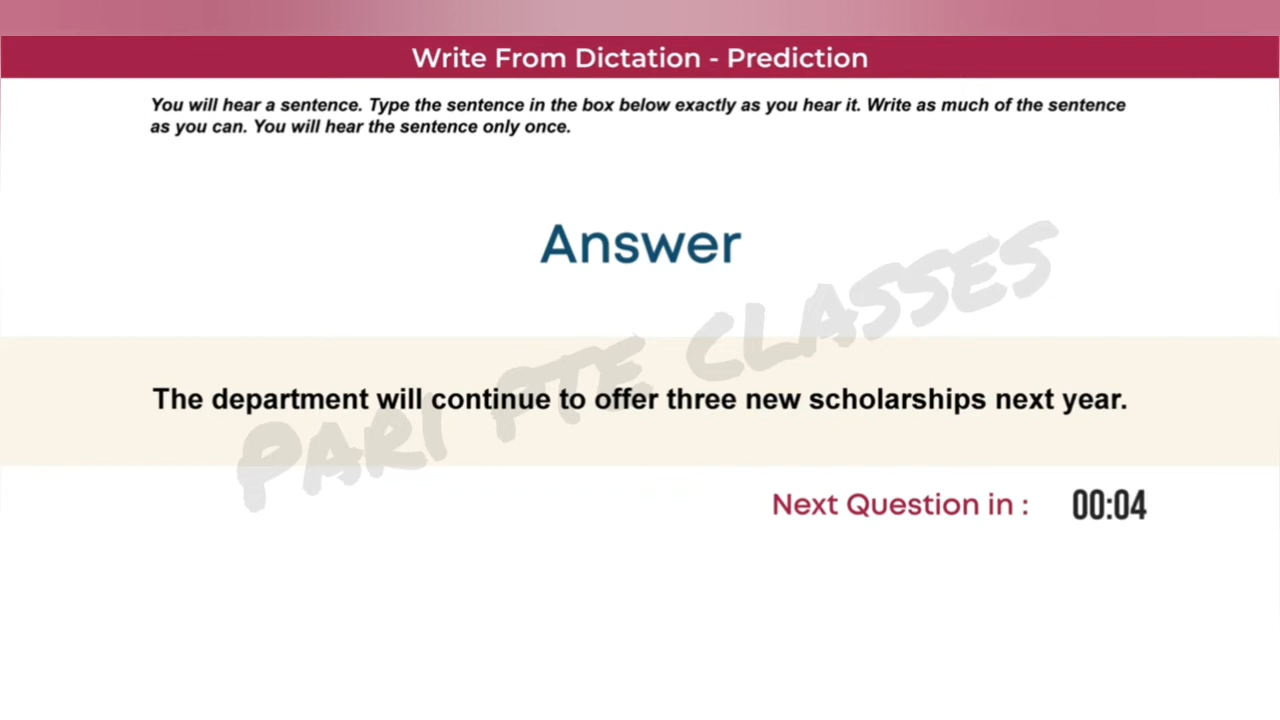 Write From Dictation - Prediction
You will hear a sentence. Type the sentence in the box below exactly as you hear it. Write as much of the sentence
as you can. You will hear the sentence only once.
Answer
PARI PTE CLASSES
The department will continue to offer three new scholarships next year.
Next Question in : 00:04